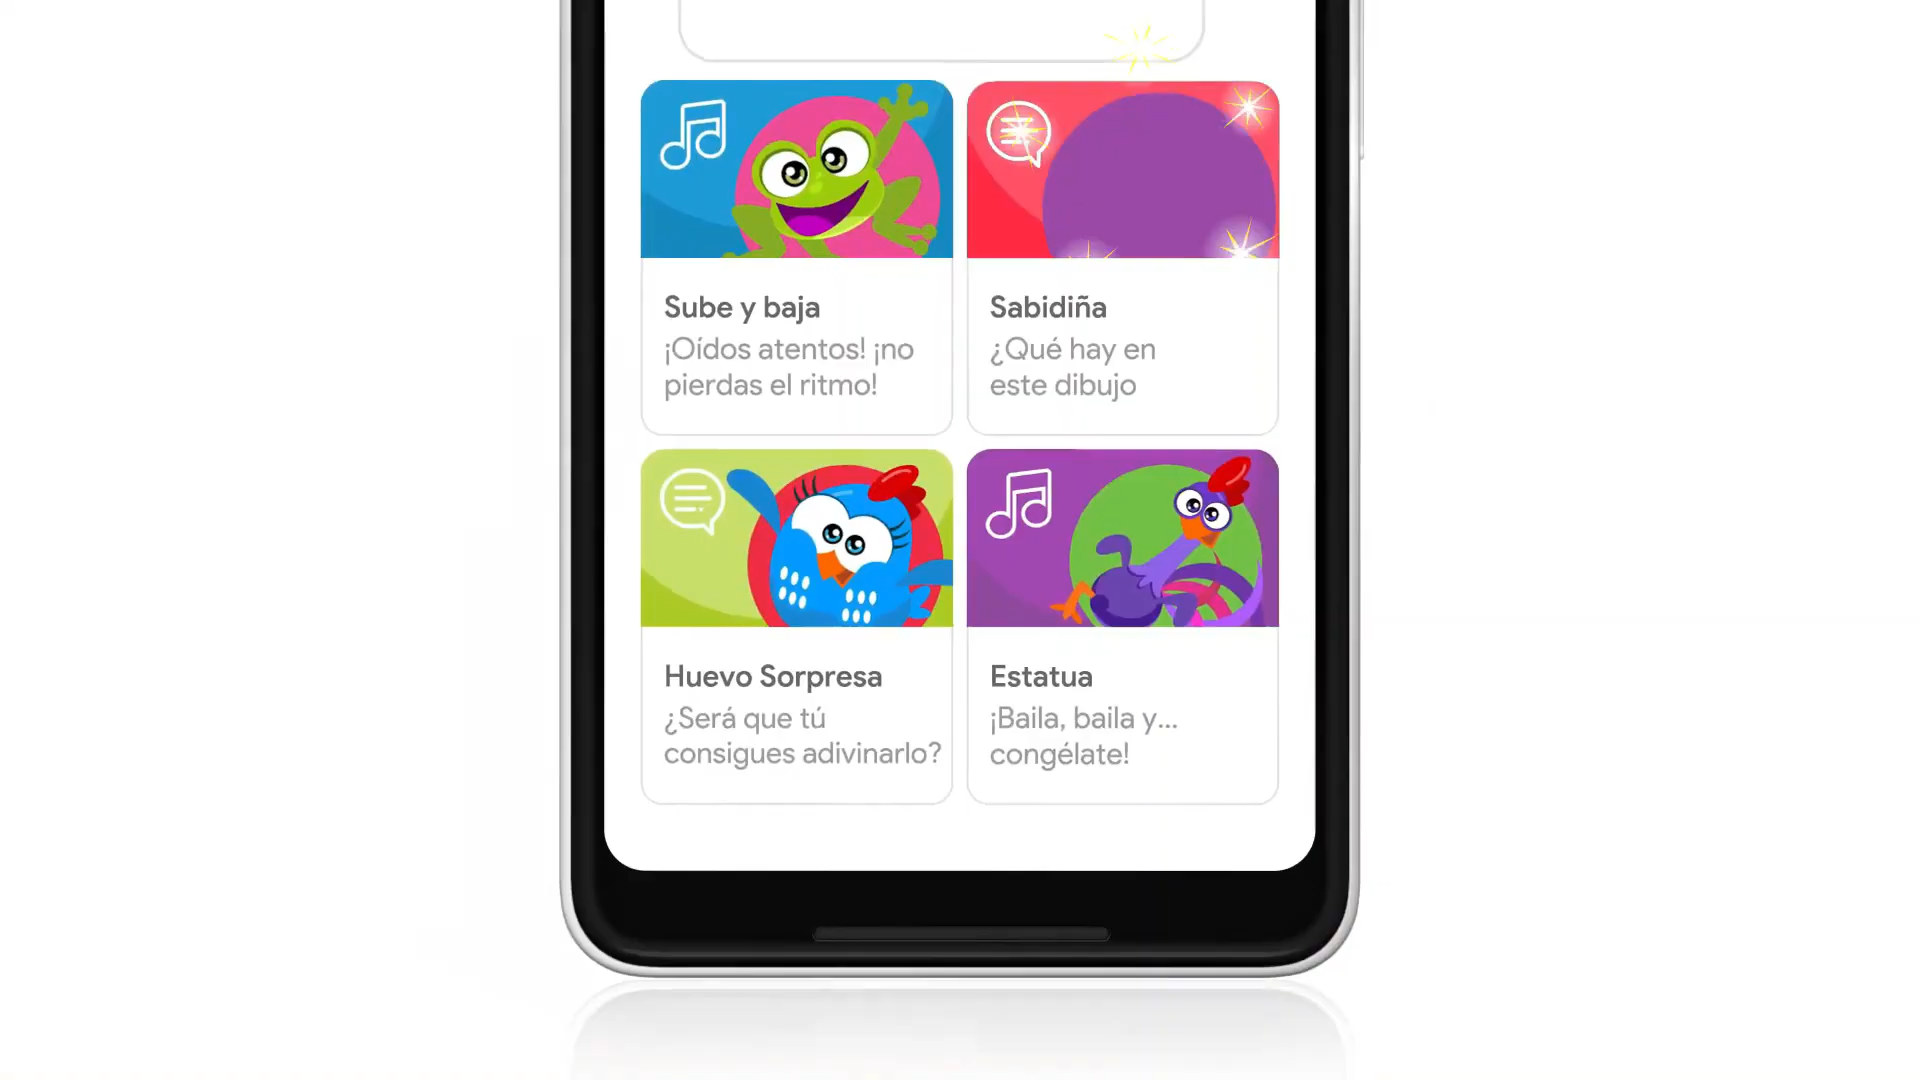 Sube y baja
¡Oídos atentos! ¡no
pierdas el ritmo!
Sabidiña
¿Qué hay en
este dibujo
Huevo Sorpresa
¿Será que tú
consigues adivinarlo?
Estatua
¡Baila, baila y...
congélate!